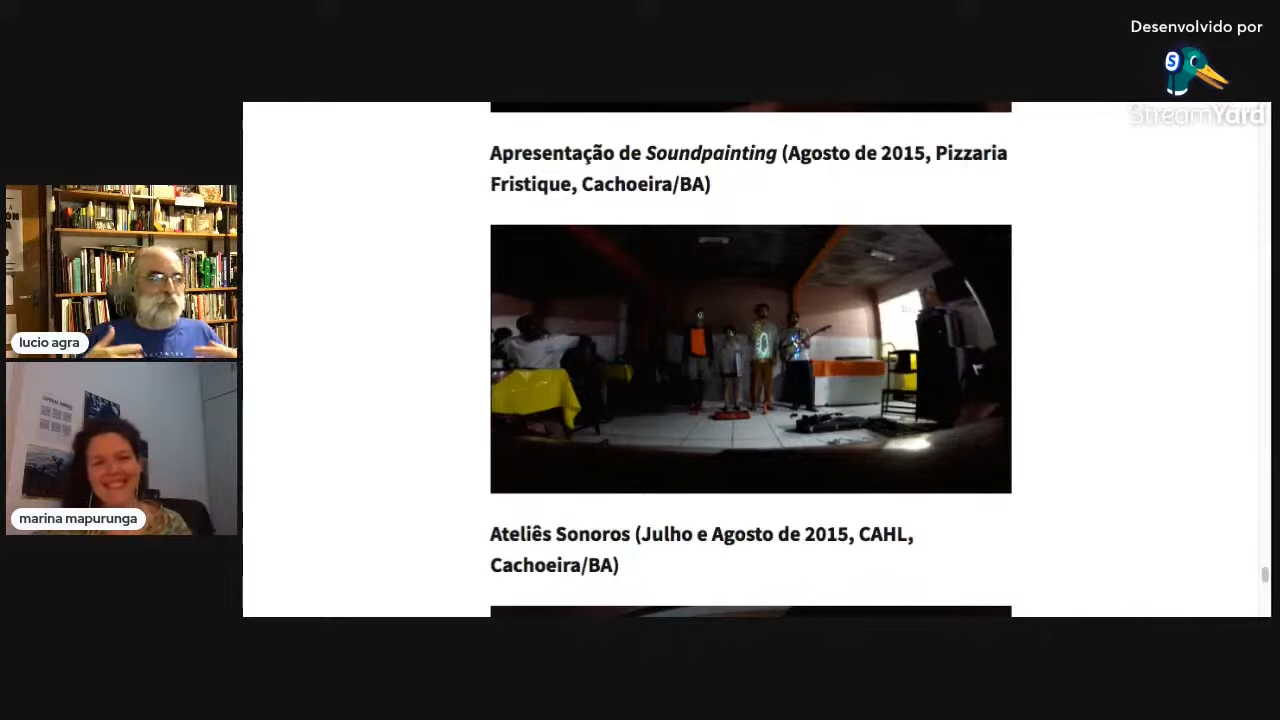 Desenvolvido por
StreamYard
Apresentação de Soundpainting (Agosto de 2015, Pizzaria
Fristique, Cachoeira/BA)
lucio agra
marina mapurunga
Ateliês Sonoros (Julho e Agosto de 2015, CAHL,
Cachoeira/BA)